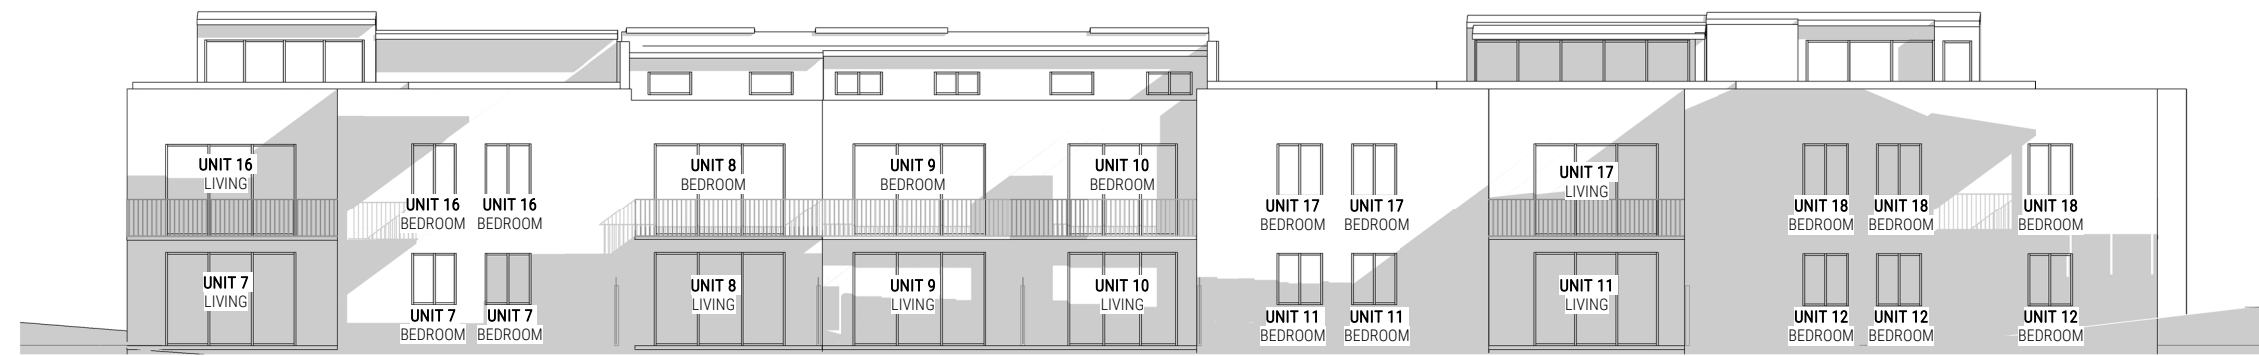 UNIT 16
LIVING
UNIT 8
BEDROOM
UNIT 9
BEDROOM
UNIT 10
BEDROOM
UNIT 17
LIVING
UNIT 16
BEDROOM
UNIT 16
BEDROOM
UNIT 17
BEDROOM
UNIT 17
BEDROOM
UNIT 18
BEDROOM
UNIT 18
BEDROOM
UNIT 18
BEDROOM
UNIT 7
LIVING
UNIT 8
LIVING
UNIT 9
LIVING
UNIT 10
LIVING
UNIT 11
LIVING
UNIT 7
BEDROOM
UNIT 7
BEDROOM
UNIT 11
BEDROOM
UNIT 11
BEDROOM
UNIT 12
BEDROOM
UNIT 12
BEDROOM
UNIT 12
BEDROOM